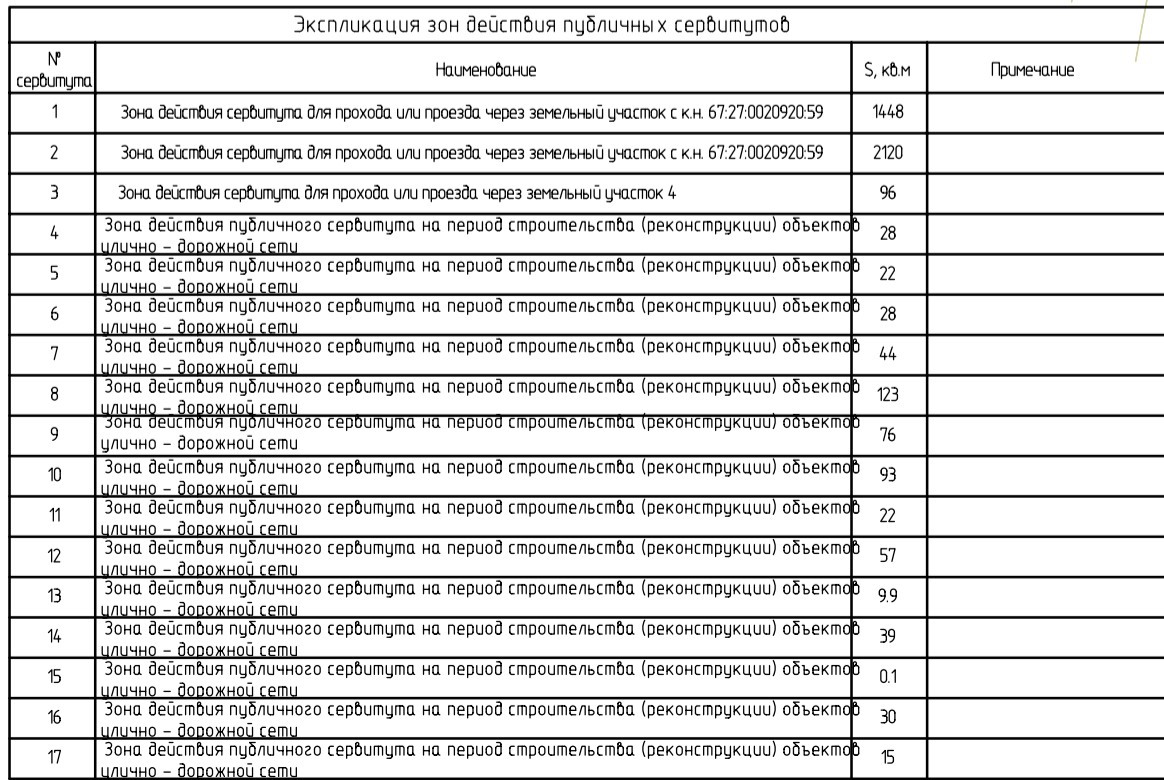 Экспликация зон действия публичных сервитутов
№ сервитута Наименование S, кв.м Примечание
1 Зона действия сервитута для прохода или проезда через земельный участок с к.н. 67:27:0020920:59 1448
2 Зона действия сервитута для прохода или проезда через земельный участок с к.н. 67:27:0020920:59 2120
3 Зона действия сервитута для прохода или проезда через земельный участок 4 96
4 Зона действия публичного сервитута на период строительства (реконструкции) объектов 28
улично - дорожной сети
5 Зона действия публичного сервитута на период строительства (реконструкции) объектов 22
улично - дорожной сети
6 Зона действия публичного сервитута на период строительства (реконструкции) объектов 28
улично - дорожной сети
7 Зона действия публичного сервитута на период строительства (реконструкции) объектов 44
улично - дорожной сети
8 Зона действия публичного сервитута на период строительства (реконструкции) объектов 123
улично - дорожной сети
9 Зона действия публичного сервитута на период строительства (реконструкции) объектов 76
улично - дорожной сети
10 Зона действия публичного сервитута на период строительства (реконструкции) объектов 93
улично - дорожной сети
11 Зона действия публичного сервитута на период строительства (реконструкции) объектов 22
улично - дорожной сети
12 Зона действия публичного сервитута на период строительства (реконструкции) объектов 57
улично - дорожной сети
13 Зона действия публичного сервитута на период строительства (реконструкции) объектов 9.9
улично - дорожной сети
14 Зона действия публичного сервитута на период строительства (реконструкции) объектов 39
улично - дорожной сети
15 Зона действия публичного сервитута на период строительства (реконструкции) объектов 0.1
улично - дорожной сети
16 Зона действия публичного сервитута на период строительства (реконструкции) объектов 30
улично - дорожной сети
17 Зона действия публичного сервитута на период строительства (реконструкции) объектов 15
улично - дорожной сети